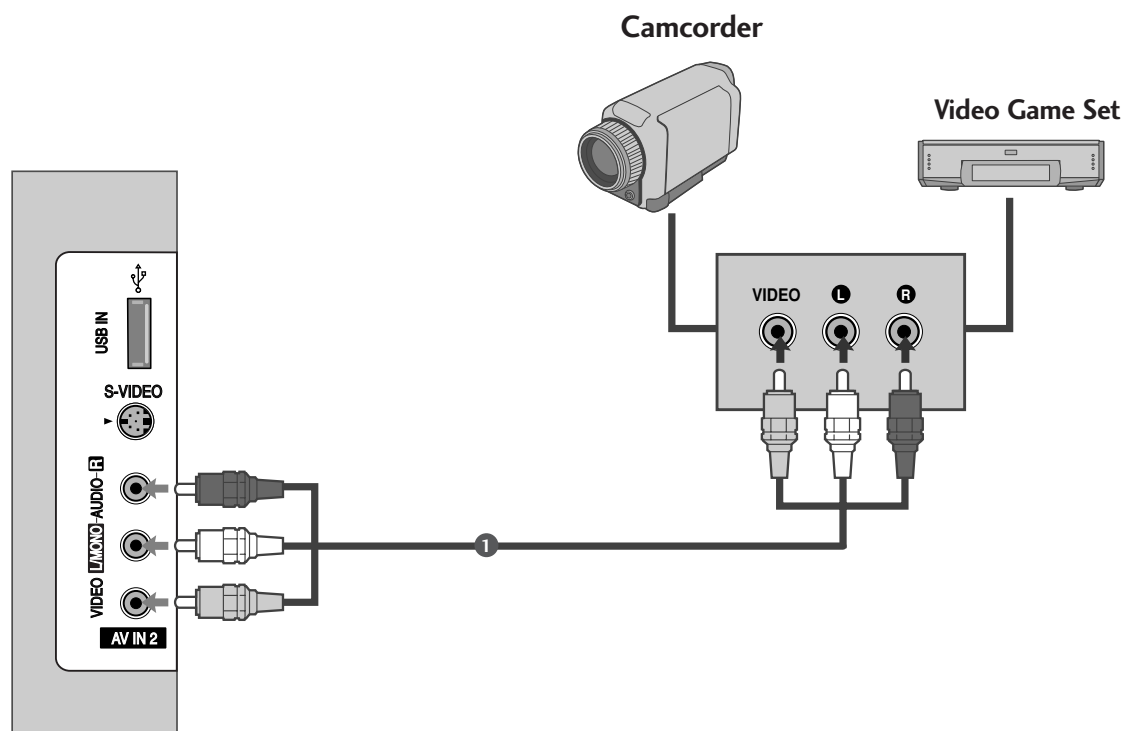 Camcorder
Video Game Set
VIDEO L R
USB IN
S-VIDEO
VIDEO L/MONO-AUDIO-R
AV IN 2
1